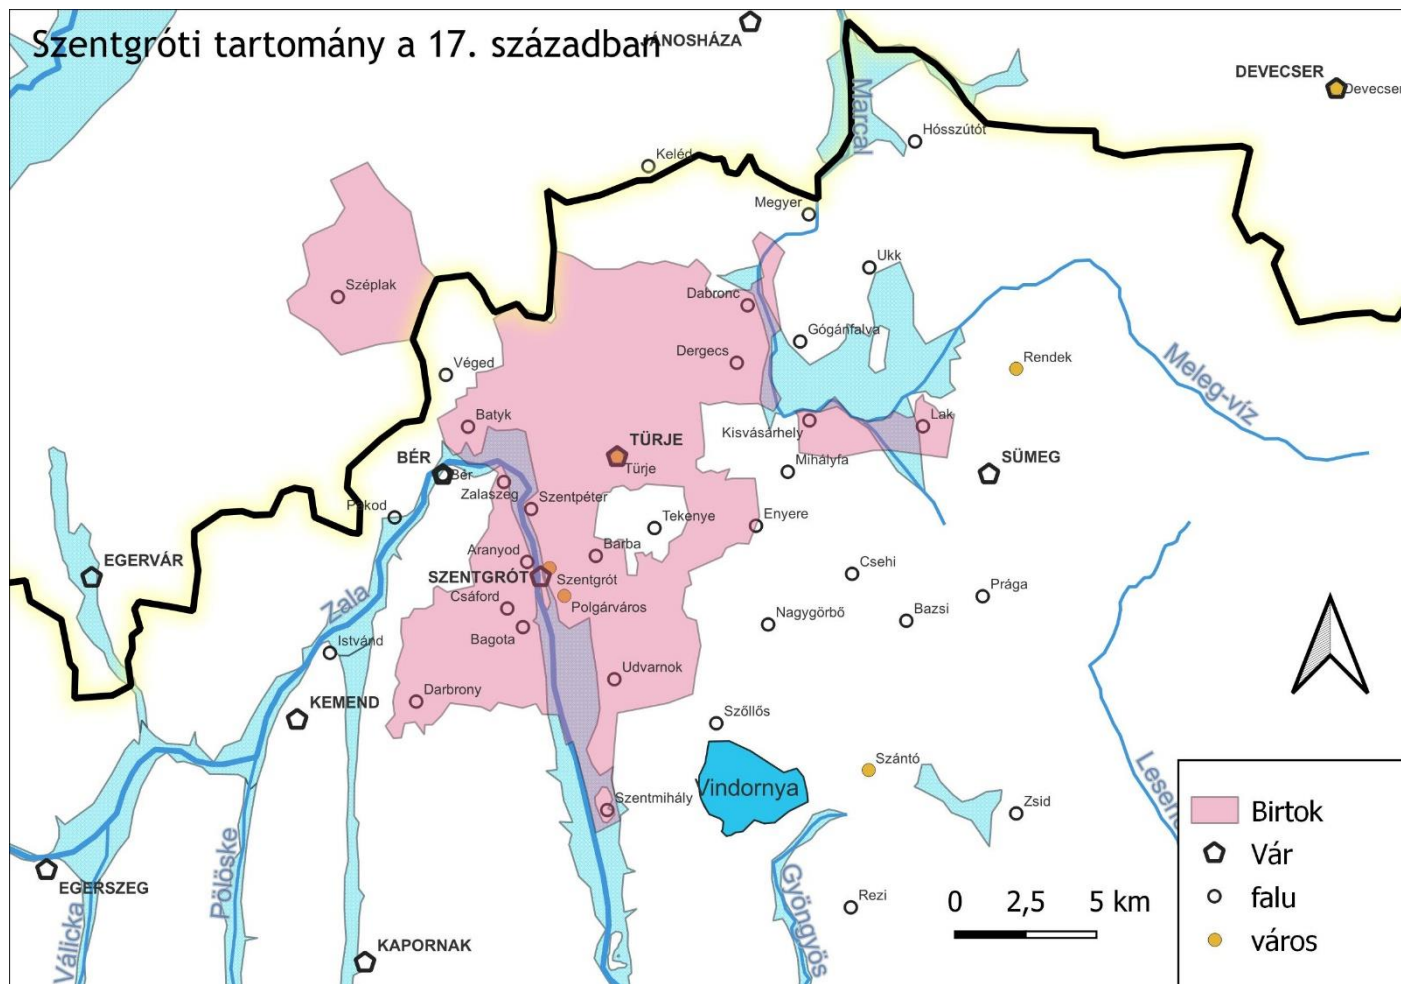 Szentgróti tartomány a 17. században
JÁNOSHÁZA
DEVECSER
Devecser
Marcal
Hósszútót
Keléd
Megyer
Ukk
Széplak
Dabronc
Gógánfalva
Dergecs
Véged
Rendek
Meleg-víz
Batyk
Kisvásárhely
Lak
TÜRJE
Türje
BÉR
Bér
Mihályfa
SÜMEG
Zalaszeg
Szentpéter
Pakod
Tekenye
Enyere
EGERVÁR
Aranyod
Barba
Csehi
SZENTGRÓT
Szentgrót
Prága
Zala
Csáford
Polgárváros
Nagygörbő
Bazsi
Bagota
Istvánd
Udvarnok
KEMEND
Darbrony
Szőllős
Szántó
Vindornya
Szentmihály
Zsid
EGERSZEG
Pölöske
Gyöngyös
Rezi
Válicka
KAPORNAK
0 2,5 5 km
Birtok
Vár
falu
város